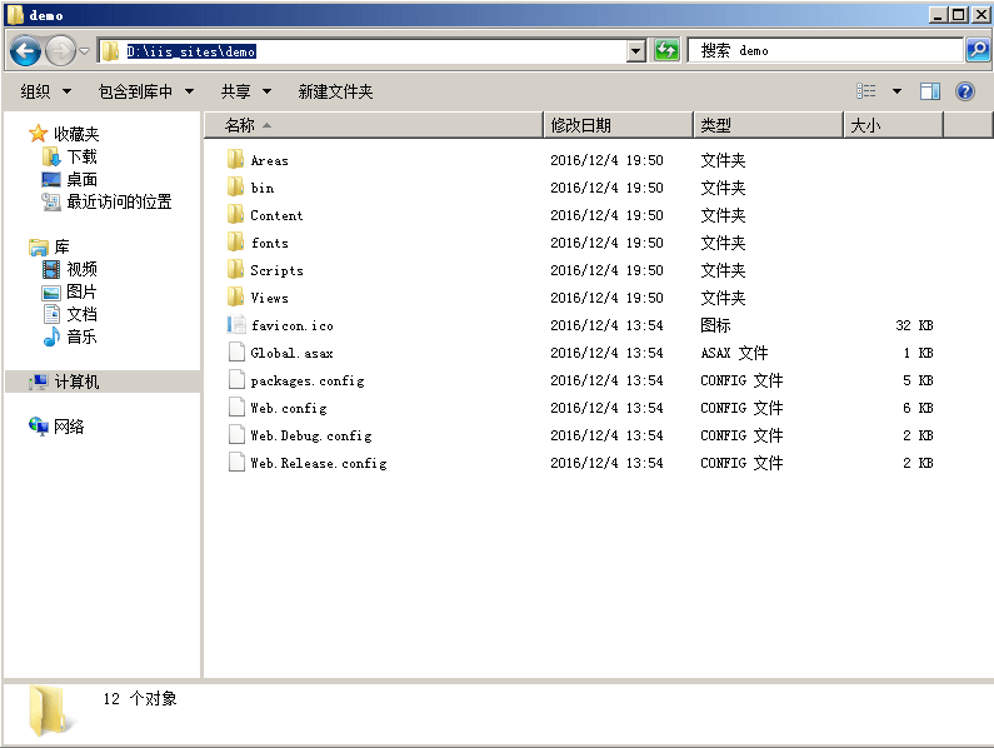 demo
D:\iis_sites\demo
搜索 demo
组织 包含到库中 共享 新建文件夹
收藏夹
下载
桌面
最近访问的位置
库
视频
图片
文档
音乐
计算机
网络
名称 修改日期 类型 大小
Areas 2016/12/4 19:50 文件夹
bin 2016/12/4 19:50 文件夹
Content 2016/12/4 19:50 文件夹
fonts 2016/12/4 19:50 文件夹
Scripts 2016/12/4 19:50 文件夹
Views 2016/12/4 19:50 文件夹
favicon.ico 2016/12/4 13:54 图标 32 KB
Global.asax 2016/12/4 13:54 ASAX 文件 1 KB
packages.config 2016/12/4 13:54 CONFIG 文件 5 KB
Web.config 2016/12/4 13:54 CONFIG 文件 6 KB
Web.Debug.config 2016/12/4 13:54 CONFIG 文件 2 KB
Web.Release.config 2016/12/4 13:54 CONFIG 文件 2 KB
12 个对象